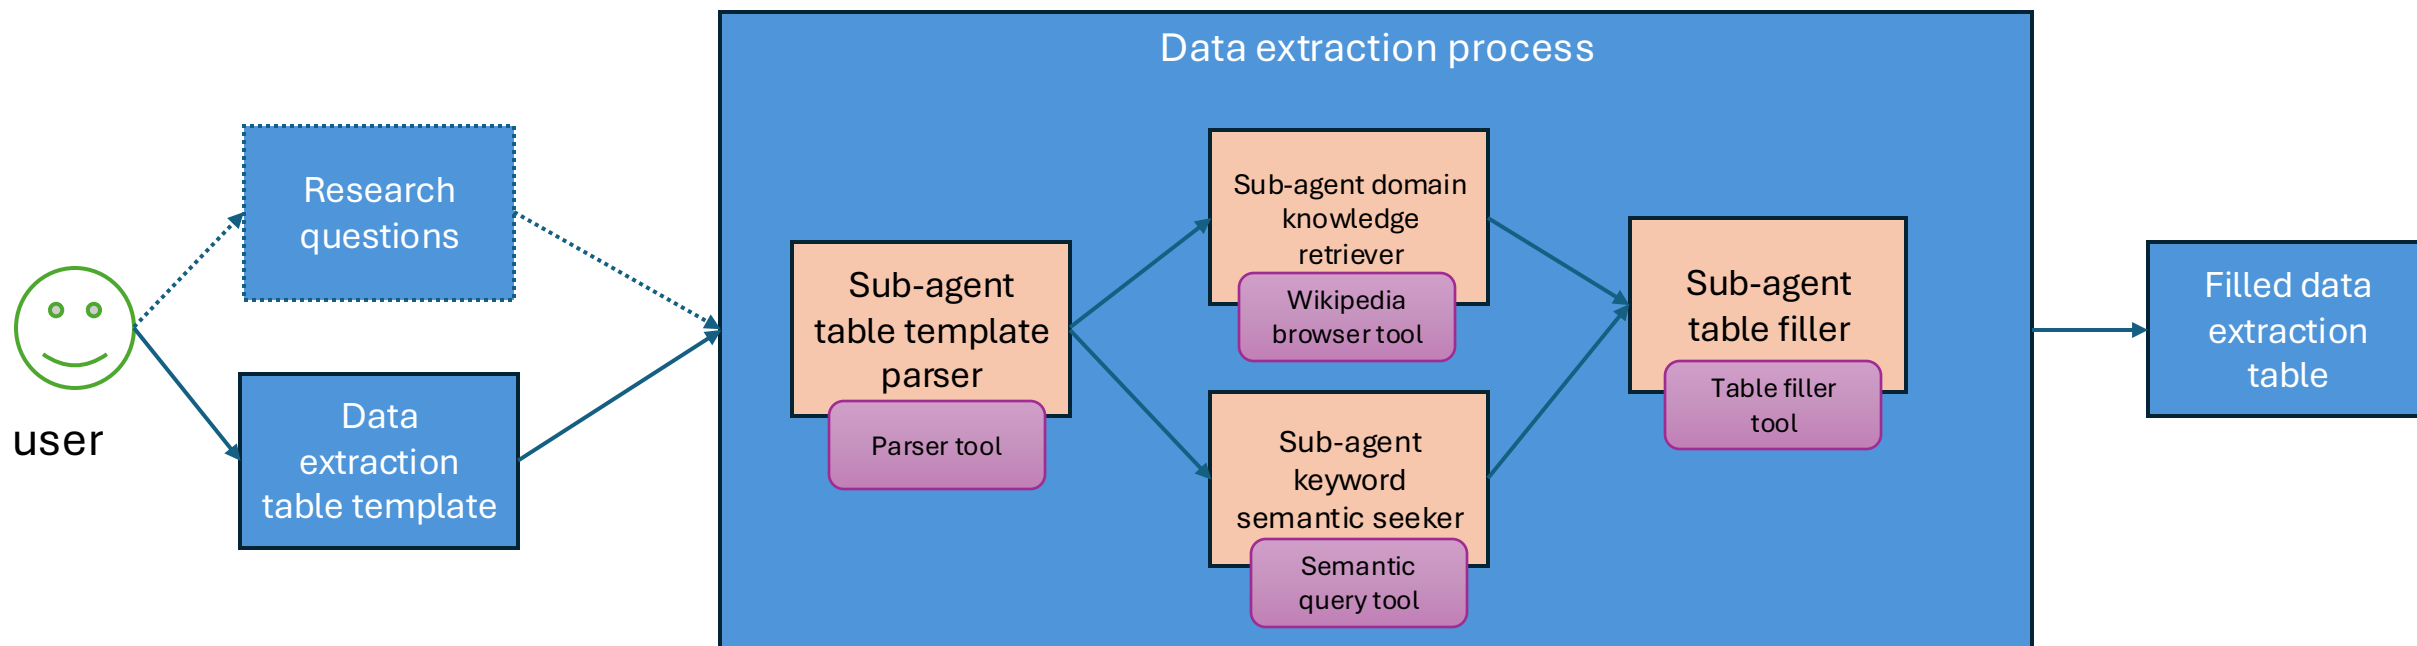 Data extraction process
Research
questions
user
Data
extraction
table template
Sub-agent
table template
parser
Parser tool
Sub-agent domain
knowledge
retriever
Wikipedia
browser tool
Sub-agent
keyword
semantic seeker
Semantic
query tool
Sub-agent
table filler
Table filler
tool
Filled data
extraction
table